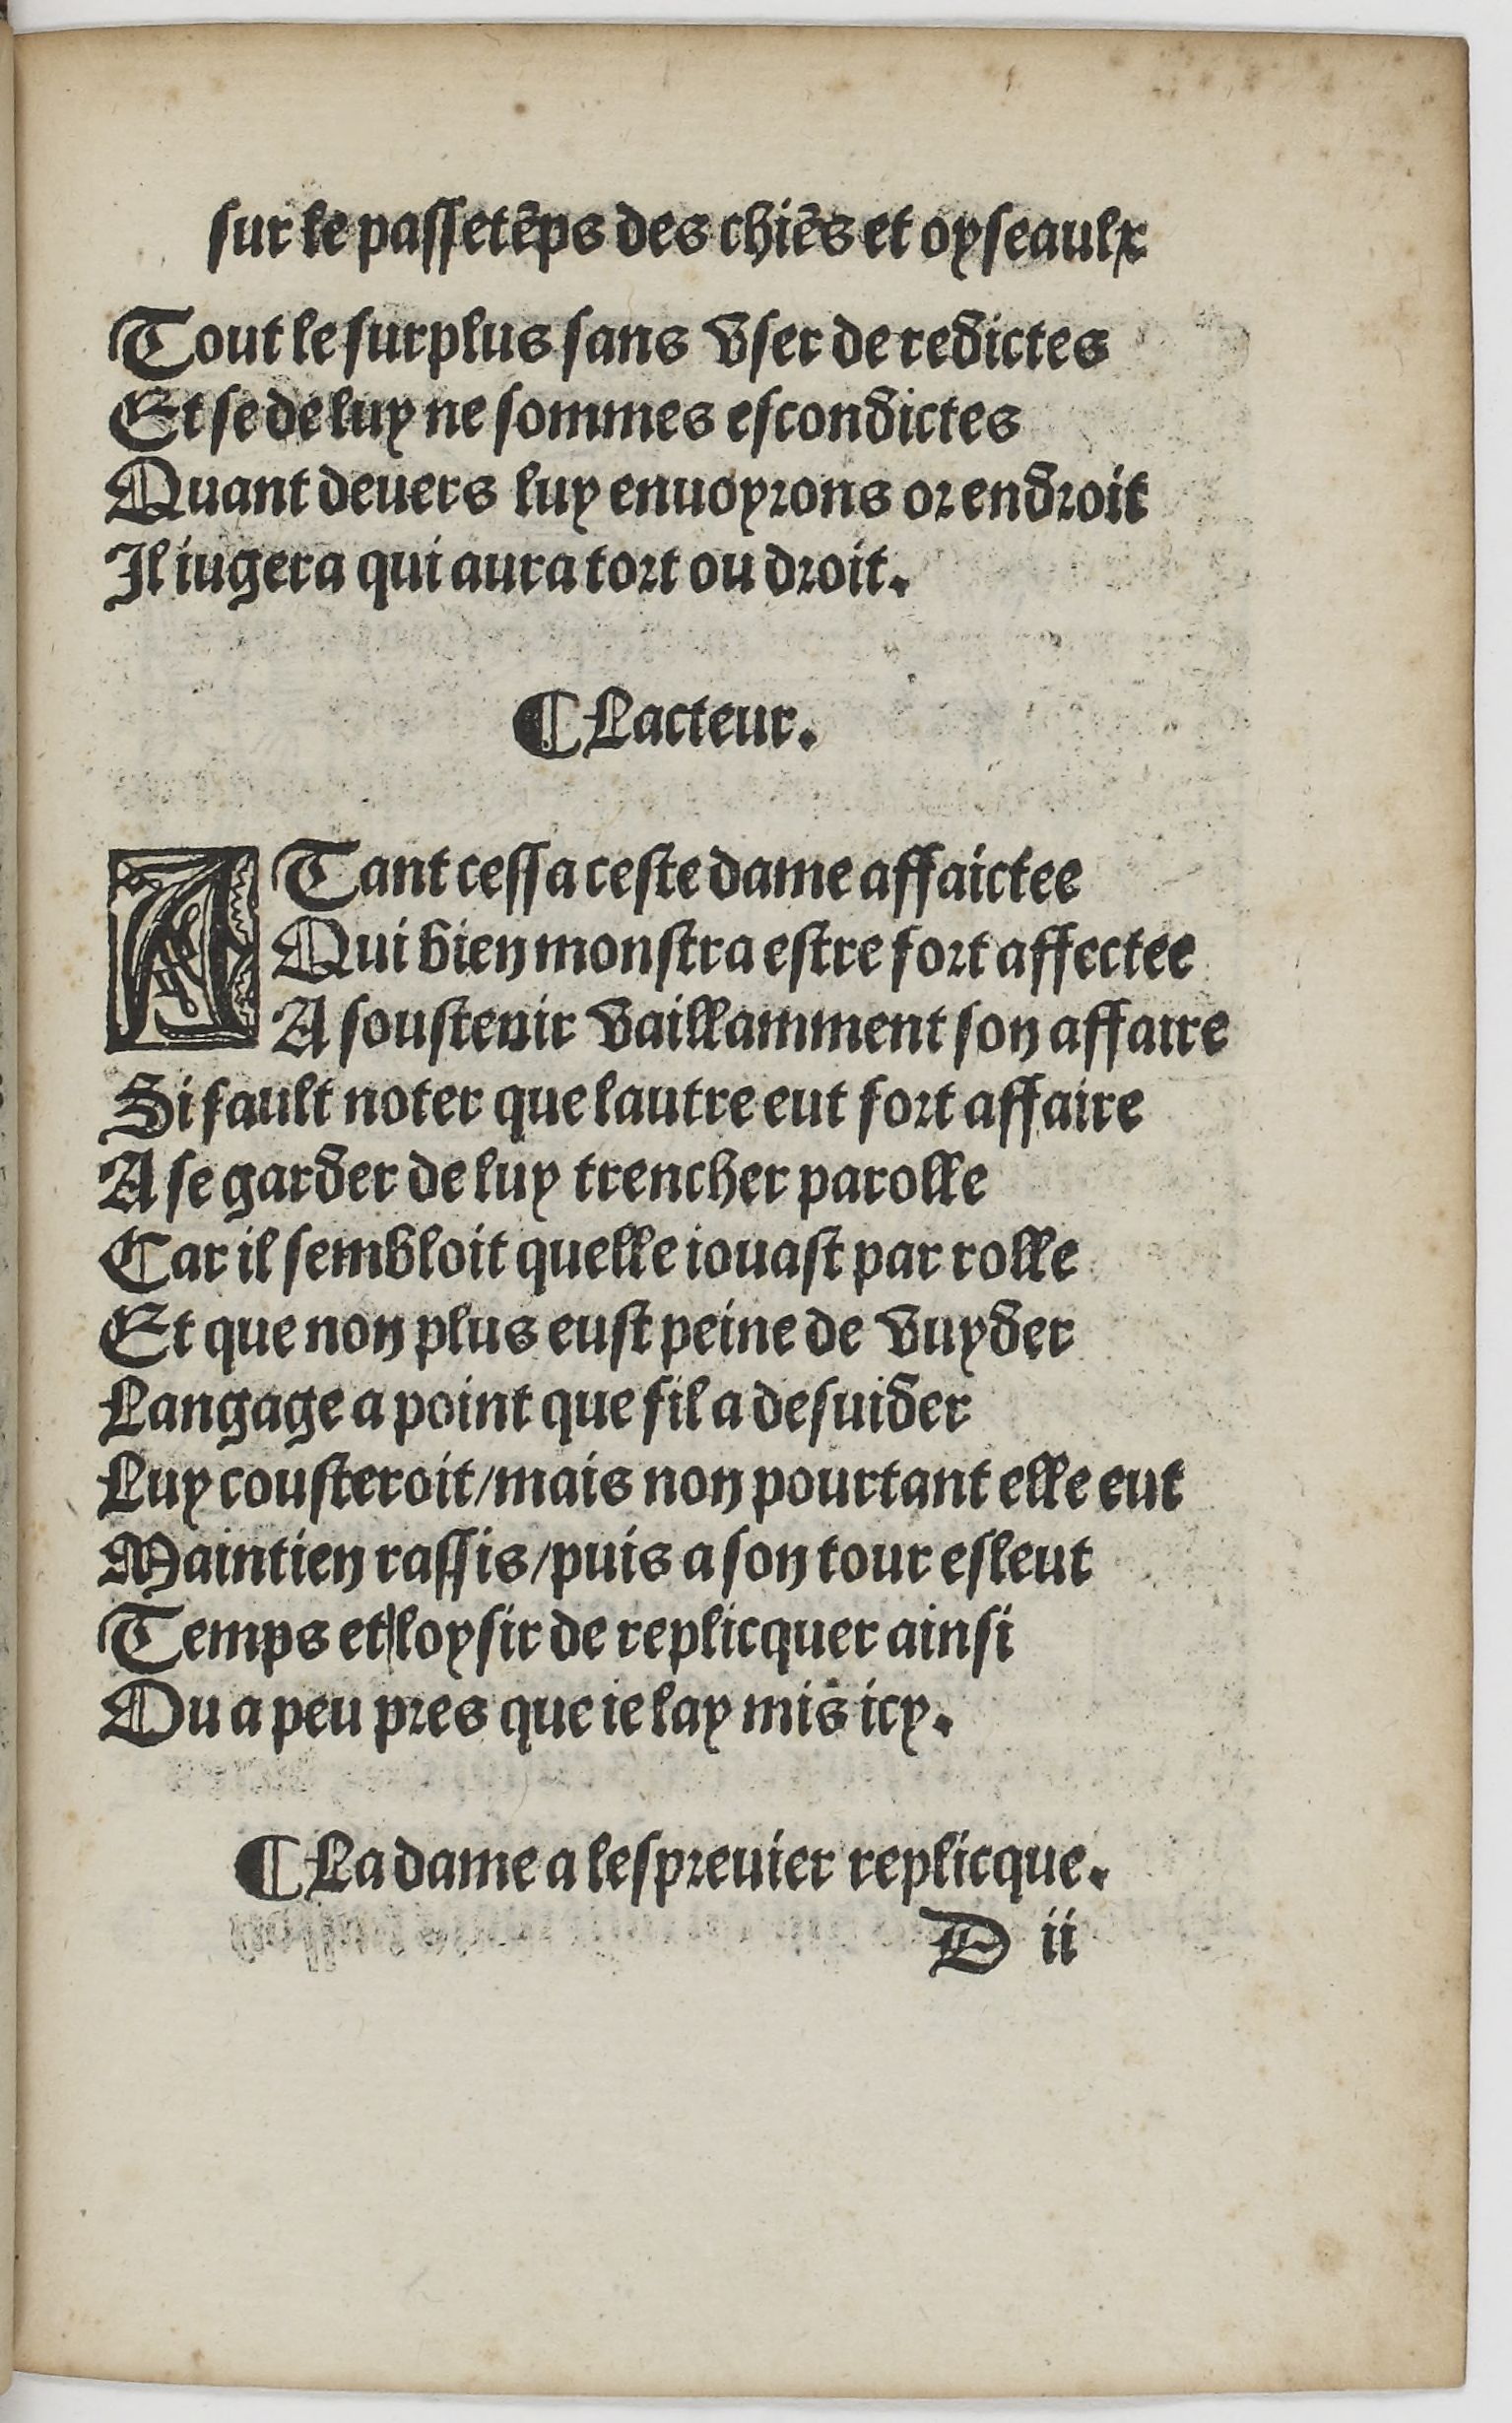 sur le passetēps des chiēs et oyseaulx
Tout le surplus sans vser de redictes
Et se de luy ne sommes escondictes
Quant deuers luy enuoyrons orendroit
Il iugera qui aura tort ou droit.
¶ Lacteur.
ATant cessa ceste dame affaictee
Qui bien monstra estre fort affectee
A soustenir vaillamment son affaire
Si fault noter que lautre eut fort affaire
A se garder de luy trencher parolle
Car il sembloit quelle iouast par rolle
Et que non plus eust peine de vuyder
Langage a point que fil a desuider
Luy cousteroit/mais non pourtant elle eut
Maintien rassis/puis a son tour esleut
Temps et loysir de replicquer ainsi
Ou a peu pres que ie lay mis icy.
¶ La dame a lespreuier replicque.
D ii